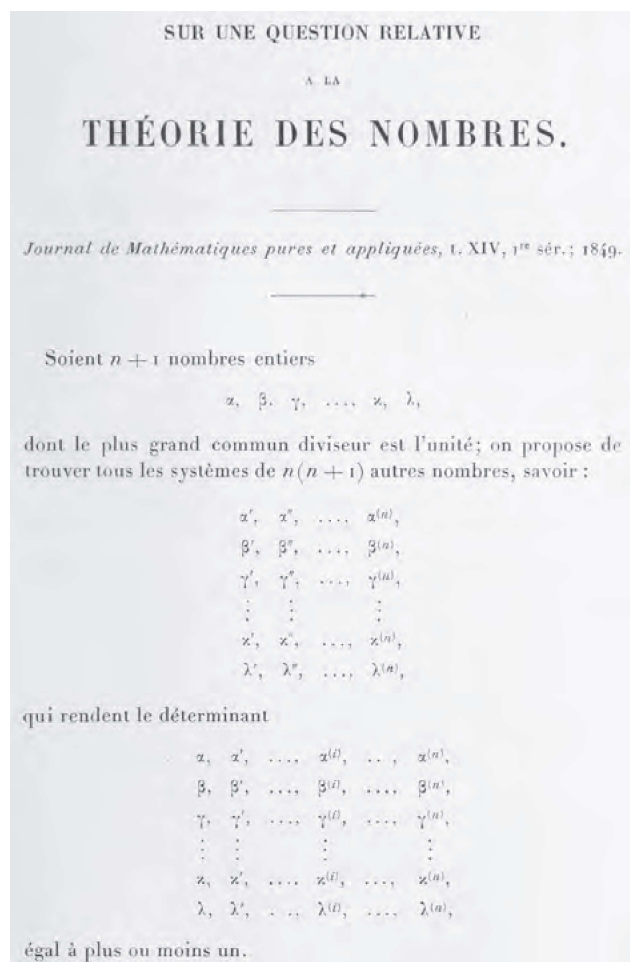 SUR UNE QUESTION RELATIVE
A LA
THÉORIE DES NOMBRES.
Journal de Mathématiques pures et appliquées, t. XIV, 1re sér.; 1849.
Soient n + 1 nombres entiers
α, β, γ, ...., ϰ, λ,
dont le plus grand commun diviseur est l'unité; on propose de
trouver tous les systèmes de n(n + 1) autres nombres, savoir :
α′, α″, ...., α⁽ⁿ⁾,
β′, β″, ...., β⁽ⁿ⁾,
γ′, γ″, ...., γ⁽ⁿ⁾,
⋮ ⋮ ⋮
ϰ′, ϰ″, ...., ϰ⁽ⁿ⁾,
λ′, λ″, ...., λ⁽ⁿ⁾,
qui rendent le déterminant
α, α′, ...., α⁽ⁱ⁾, ...., α⁽ⁿ⁾,
β, β′, ...., β⁽ⁱ⁾, ...., β⁽ⁿ⁾,
γ, γ′, ...., γ⁽ⁱ⁾, ...., γ⁽ⁿ⁾,
⋮ ⋮ ⋮ ⋮
ϰ, ϰ′, ...., ϰ⁽ⁱ⁾, ...., ϰ⁽ⁿ⁾,
λ, λ′, ...., λ⁽ⁱ⁾, ...., λ⁽ⁿ⁾,
égal à plus ou moins un.